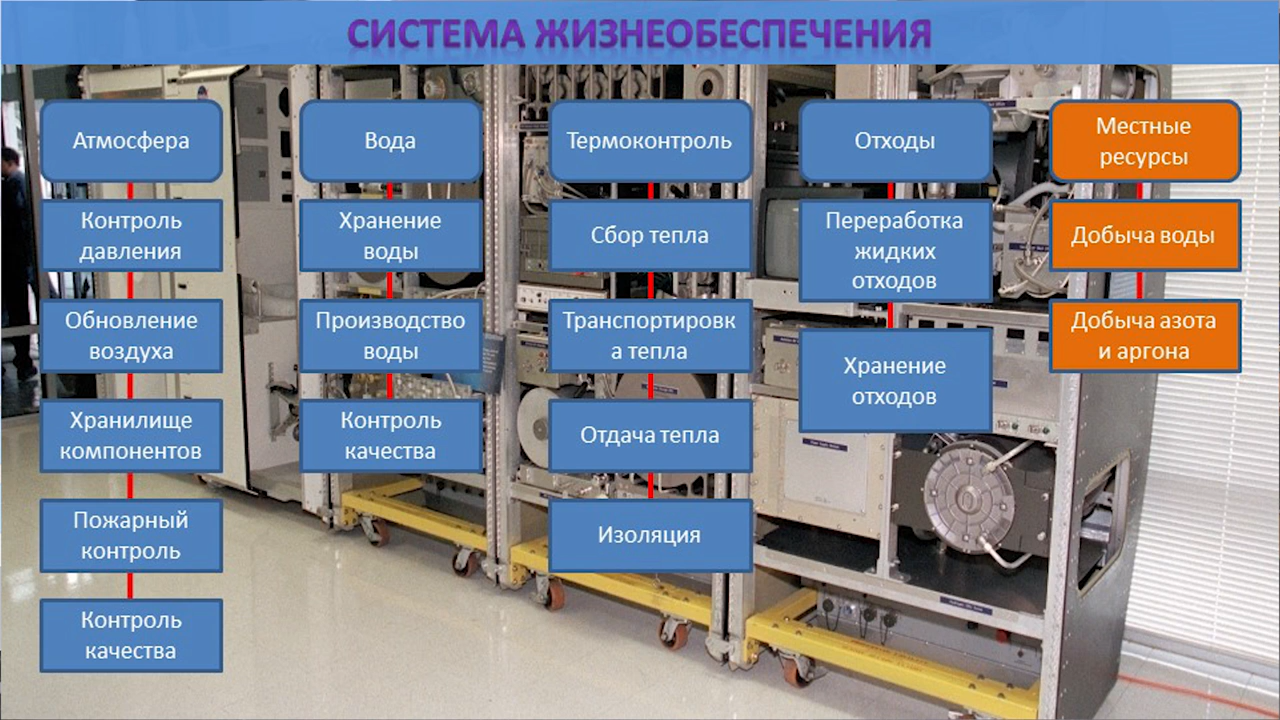 СИСТЕМА ЖИЗНЕОБЕСПЕЧЕНИЯ
Атмосфера
Контроль
давления
Обновление
воздуха
Хранилище
компонентов
Пожарный
контроль
Контроль
качества
Вода
Хранение
воды
Производство
воды
Контроль
качества
Термоконтроль
Сбор тепла
Транспортировк
а тепла
Отдача тепла
Изоляция
Отходы
Переработка
жидких
отходов
Хранение
отходов
Местные
ресурсы
Добыча воды
Добыча азота
и аргона